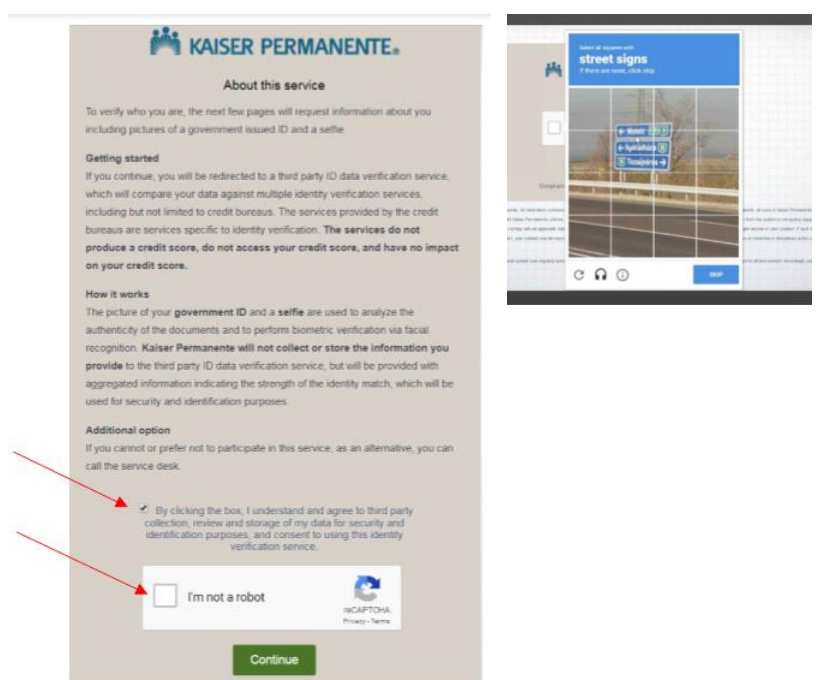 KAISER PERMANENTE®
About this service
To verify who you are, the next few pages will request information about you
including pictures of a government issued ID and a selfie.
Getting started
If you continue, you will be redirected to a third party ID data verification service,
which will compare your data against multiple identity verification services,
including but not limited to credit bureaus. The services provided by the credit
bureaus are services specific to identity verification. The services do not
produce a credit score, do not access your credit score, and have no impact
on your credit score.
How it works
The picture of your government ID and a selfie are used to analyze the
authenticity of the documents and to perform biometric verification via facial
recognition. Kaiser Permanente will not collect or store the information you
provide to the third party ID data verification service, but will be provided with
aggregated information indicating the strength of the identity match, which will be
used for security and identification purposes.
Additional option
If you cannot or prefer not to participate in this service, as an alternative, you can
call the service desk.
By clicking the box, I understand and agree to third party
collection, review and storage of my data for security and
identification purposes, and consent to using this identity
verification service.
I'm not a robot
reCAPTCHA
Privacy - Terms
Continue
Select all squares with
street signs
If there are none, click skip
SKIP